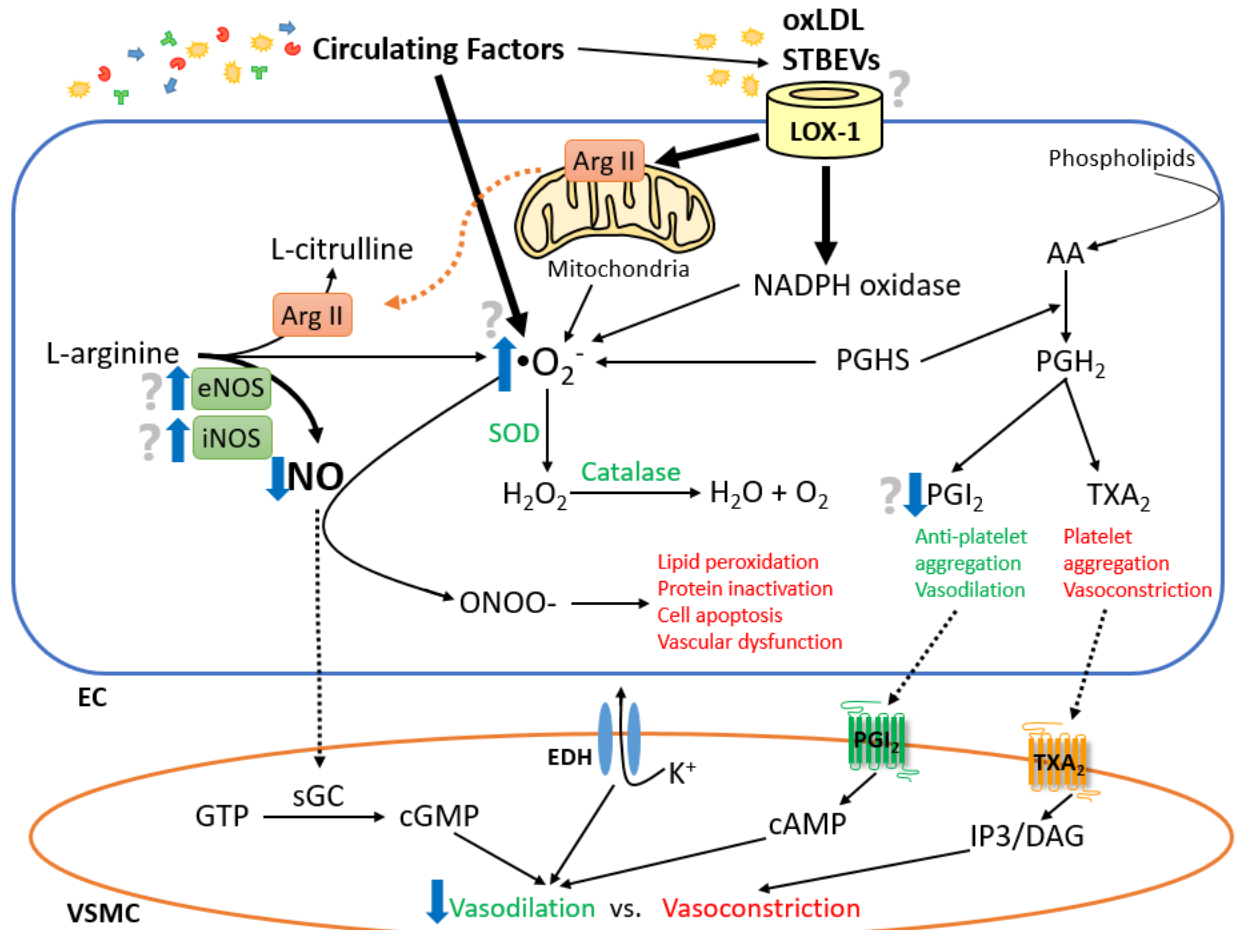 oxLDL
Circulating Factors
STBEVs
?
LOX-1
Arg II
Phospholipids
L-citrulline
AA
Mitochondria
NADPH oxidase
Arg II
?
L-arginine
•O₂⁻
PGHS
PGH₂
? eNOS
? iNOS
SOD
NO
Catalase
H₂O₂
H₂O + O₂
? PGI₂
TXA₂
Anti-platelet
aggregation
Vasodilation
Platelet
aggregation
Vasoconstriction
ONOO-
Lipid peroxidation
Protein inactivation
Cell apoptosis
Vascular dysfunction
EC
EDH
K⁺
PGI₂
TXA₂
GTP
sGC
cGMP
cAMP
IP3/DAG
VSMC
Vasodilation vs. Vasoconstriction